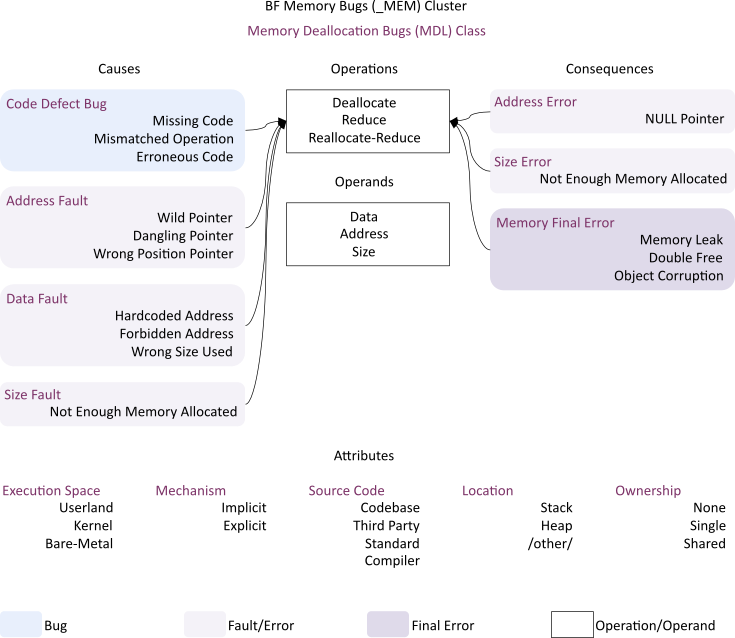 BF Memory Bugs (_MEM) Cluster
Memory Deallocation Bugs (MDL) Class
Causes
Operations
Consequences
Code Defect Bug
Missing Code
Mismatched Operation
Erroneous Code
Address Fault
Wild Pointer
Dangling Pointer
Wrong Position Pointer
Data Fault
Hardcoded Address
Forbidden Address
Wrong Size Used
Size Fault
Not Enough Memory Allocated
Deallocate
Reduce
Reallocate-Reduce
Operands
Data
Address
Size
Address Error
NULL Pointer
Size Error
Not Enough Memory Allocated
Memory Final Error
Memory Leak
Double Free
Object Corruption
Attributes
Execution Space
Userland
Kernel
Bare-Metal
Mechanism
Implicit
Explicit
Source Code
Codebase
Third Party
Standard
Compiler
Location
Stack
Heap
/other/
Ownership
None
Single
Shared
Bug
Fault/Error
Final Error
Operation/Operand